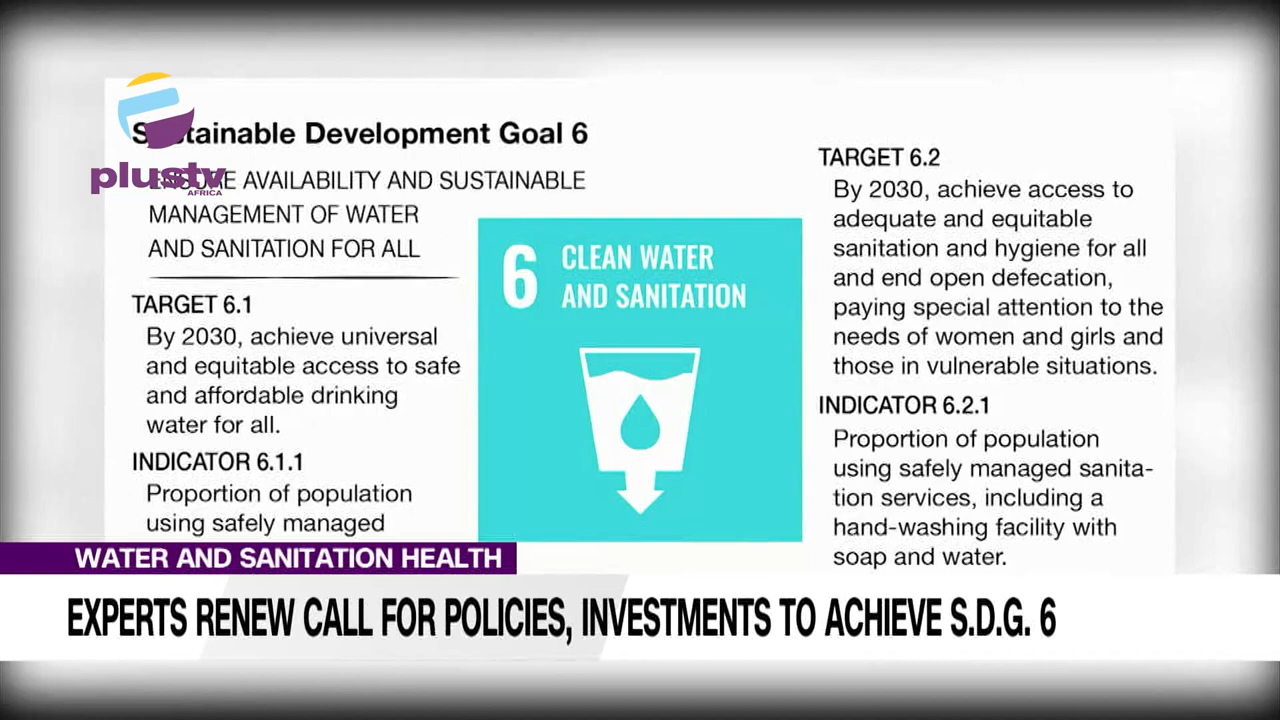 plustv
AFRICA
Sustainable Development Goal 6
ENSURE AVAILABILITY AND SUSTAINABLE
MANAGEMENT OF WATER
AND SANITATION FOR ALL
TARGET 6.1
By 2030, achieve universal
and equitable access to safe
and affordable drinking
water for all.
INDICATOR 6.1.1
Proportion of population
using safely managed
6 CLEAN WATER
AND SANITATION
TARGET 6.2
By 2030, achieve access to
adequate and equitable
sanitation and hygiene for all
and end open defecation,
paying special attention to the
needs of women and girls and
those in vulnerable situations.
INDICATOR 6.2.1
Proportion of population
using safely managed sanita-
tion services, including a
hand-washing facility with
soap and water.
WATER AND SANITATION HEALTH
EXPERTS RENEW CALL FOR POLICIES, INVESTMENTS TO ACHIEVE S.D.G. 6